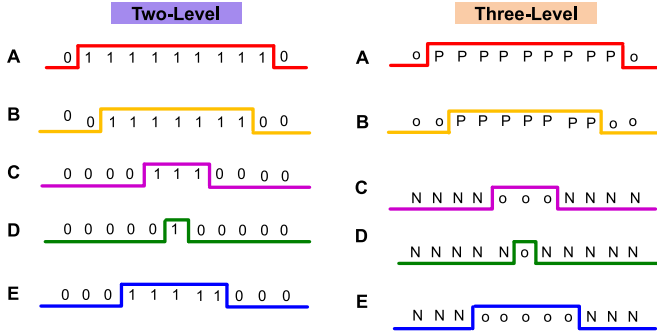 Two-Level
A 0 1 1 1 1 1 1 1 1 1 0
B 0 0 1 1 1 1 1 1 1 0 0
C 0 0 0 0 1 1 1 0 0 0 0
D 0 0 0 0 0 1 0 0 0 0 0
E 0 0 0 1 1 1 1 1 0 0 0
Three-Level
A o P P P P P P P P P o
B o o P P P P P P P o o
C N N N N o o o N N N N
D N N N N N o N N N N N
E N N N o o o o o N N N